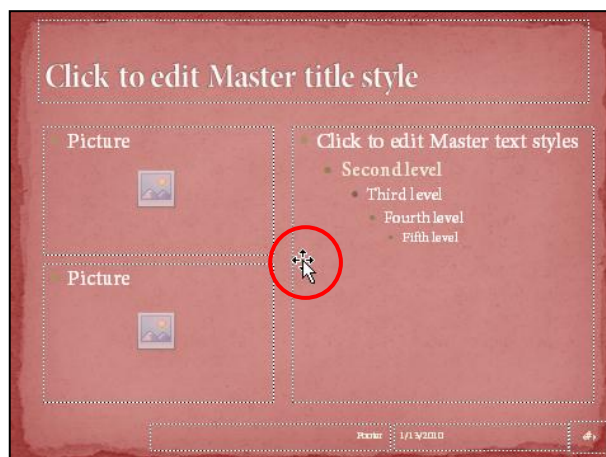 Click to edit Master title style
Picture
Picture
Click to edit Master text styles
Second level
Third level
Fourth level
Fifth level
Footer
1/13/2010